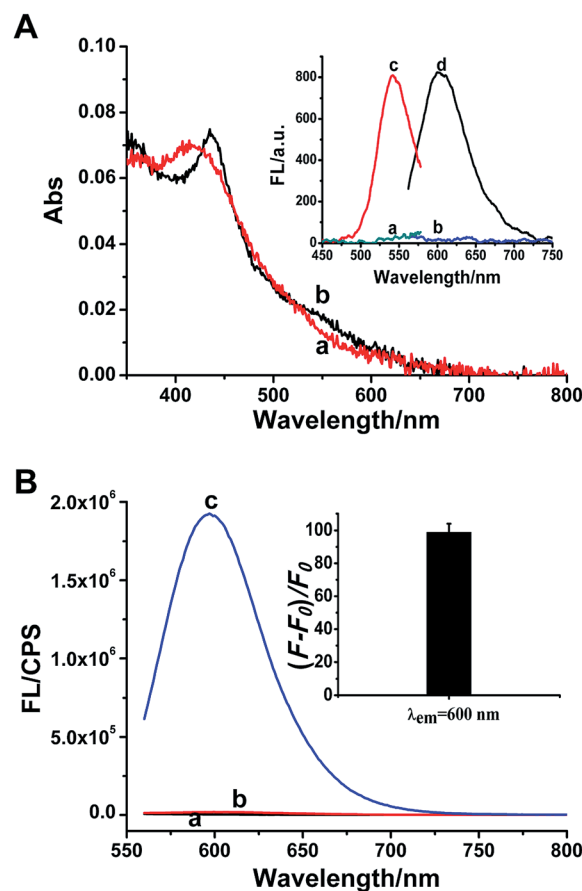 A
0.10
0.08
0.06
0.04
0.02
0.00
Abs
400 500 600 700 800
Wavelength/nm
b
a
800
600
400
200
0
FL/a.u.
450 500 550 600 650 700 750
Wavelength/nm
c d
a b
B
2.0x10⁶
1.5x10⁶
1.0x10⁶
5.0x10⁵
0.0
FL/CPS
550 600 650 700 750 800
Wavelength/nm
c
b
a
100
80
60
40
20
0
(F-F₀)/F₀
λem=600 nm